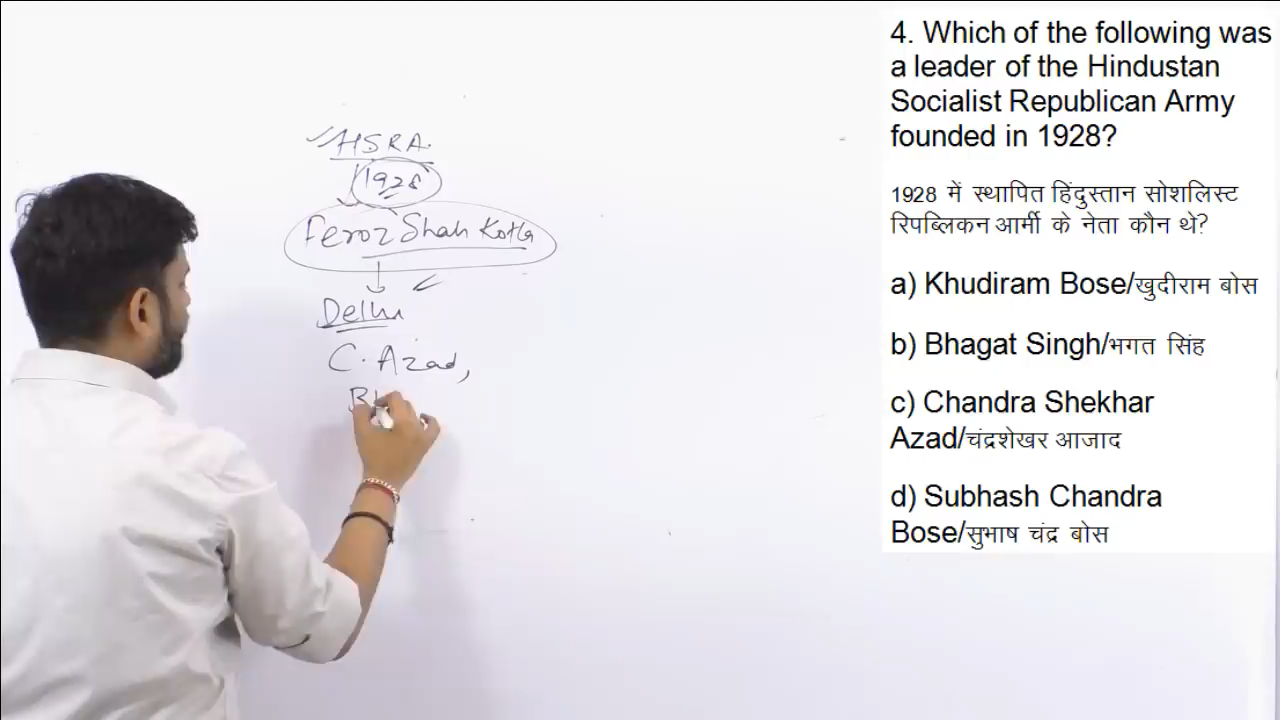 HSRA.
1928
Feroz Shah Kotla
Delhi
C. Azad,
Bh
4. Which of the following was
a leader of the Hindustan
Socialist Republican Army
founded in 1928?
1928 में स्थापित हिंदुस्तान सोशलिस्ट
रिपब्लिकन आर्मी के नेता कौन थे?
a) Khudiram Bose/खुदीराम बोस
b) Bhagat Singh/भगत सिंह
c) Chandra Shekhar
Azad/चंद्रशेखर आजाद
d) Subhash Chandra
Bose/सुभाष चंद्र बोस